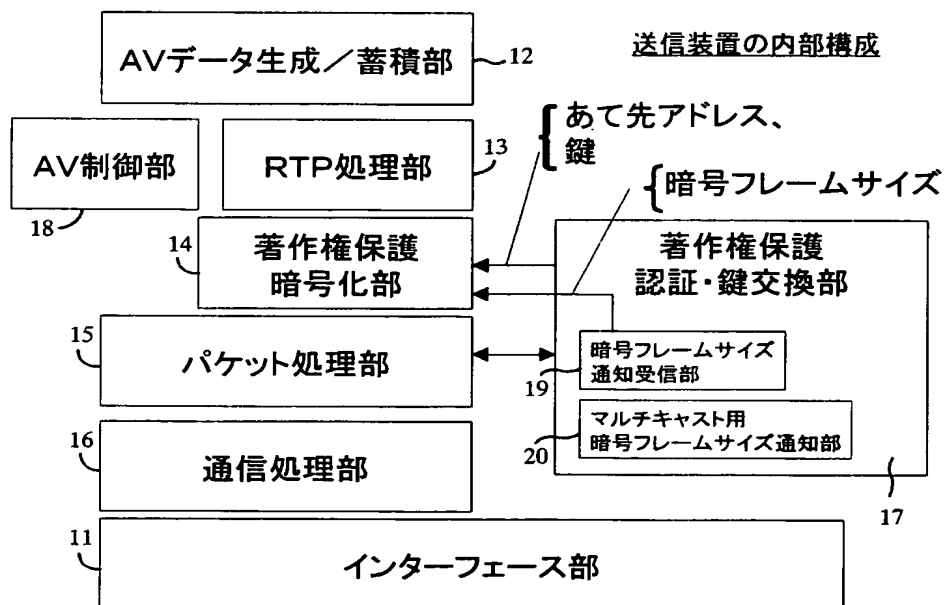 送信装置の内部構成
AVデータ生成／蓄積部
12
あて先アドレス、
鍵
AV制御部
18
RTP処理部
13
暗号フレームサイズ
14
著作権保護
暗号化部
著作権保護
認証・鍵交換部
15
パケット処理部
暗号フレームサイズ
通知受信部
19
マルチキャスト用
暗号フレームサイズ通知部
20
16
通信処理部
17
11
インターフェース部